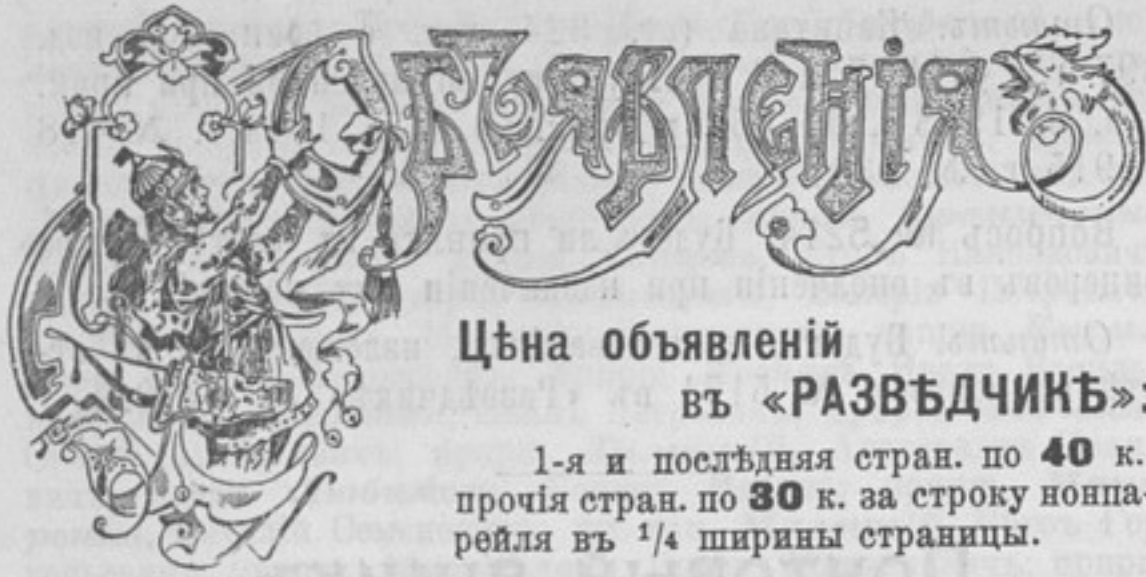 ОБЪЯВЛЕНІЯ
Цѣна объявленій
въ «РАЗВѢДЧИКѢ»:
1-я и послѣдняя стран. по 40 к.
прочія стран. по 30 к. за строку нонпа-
рейля въ 1/4 ширины страницы.